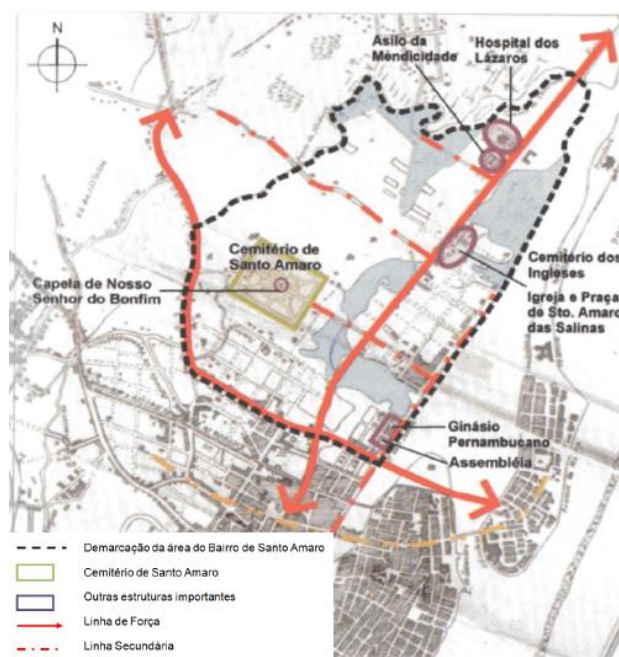 N
Asilo da
Mendicidade
Hospital dos
Lázaros
Cemitério de
Santo Amaro
Capela de Nosso
Senhor do Bonfim
Cemitério dos
Ingleses
Igreja e Praça
de Sto. Amaro
das Salinas
Ginásio
Pernambucano
Assembléia
Demarcação da área do Bairro de Santo Amaro
Cemitério de Santo Amaro
Outras estruturas importantes
Linha de Força
Linha Secundária